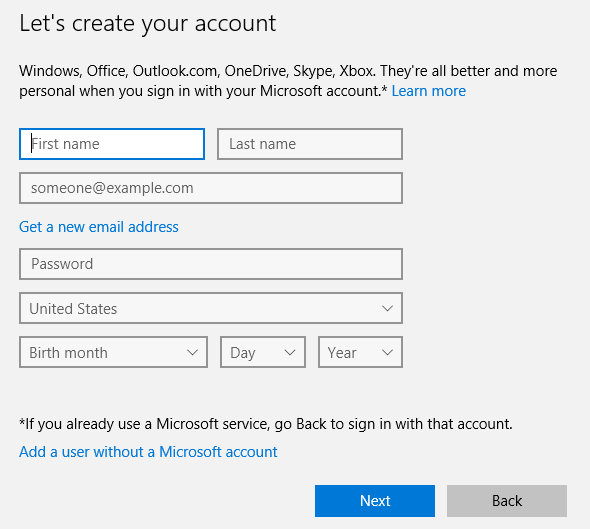 Let's create your account
Windows, Office, Outlook.com, OneDrive, Skype, Xbox. They're all better and more
personal when you sign in with your Microsoft account.* Learn more
First name Last name
someone@example.com
Get a new email address
Password
United States
Birth month Day Year
*If you already use a Microsoft service, go Back to sign in with that account.
Add a user without a Microsoft account
Next Back